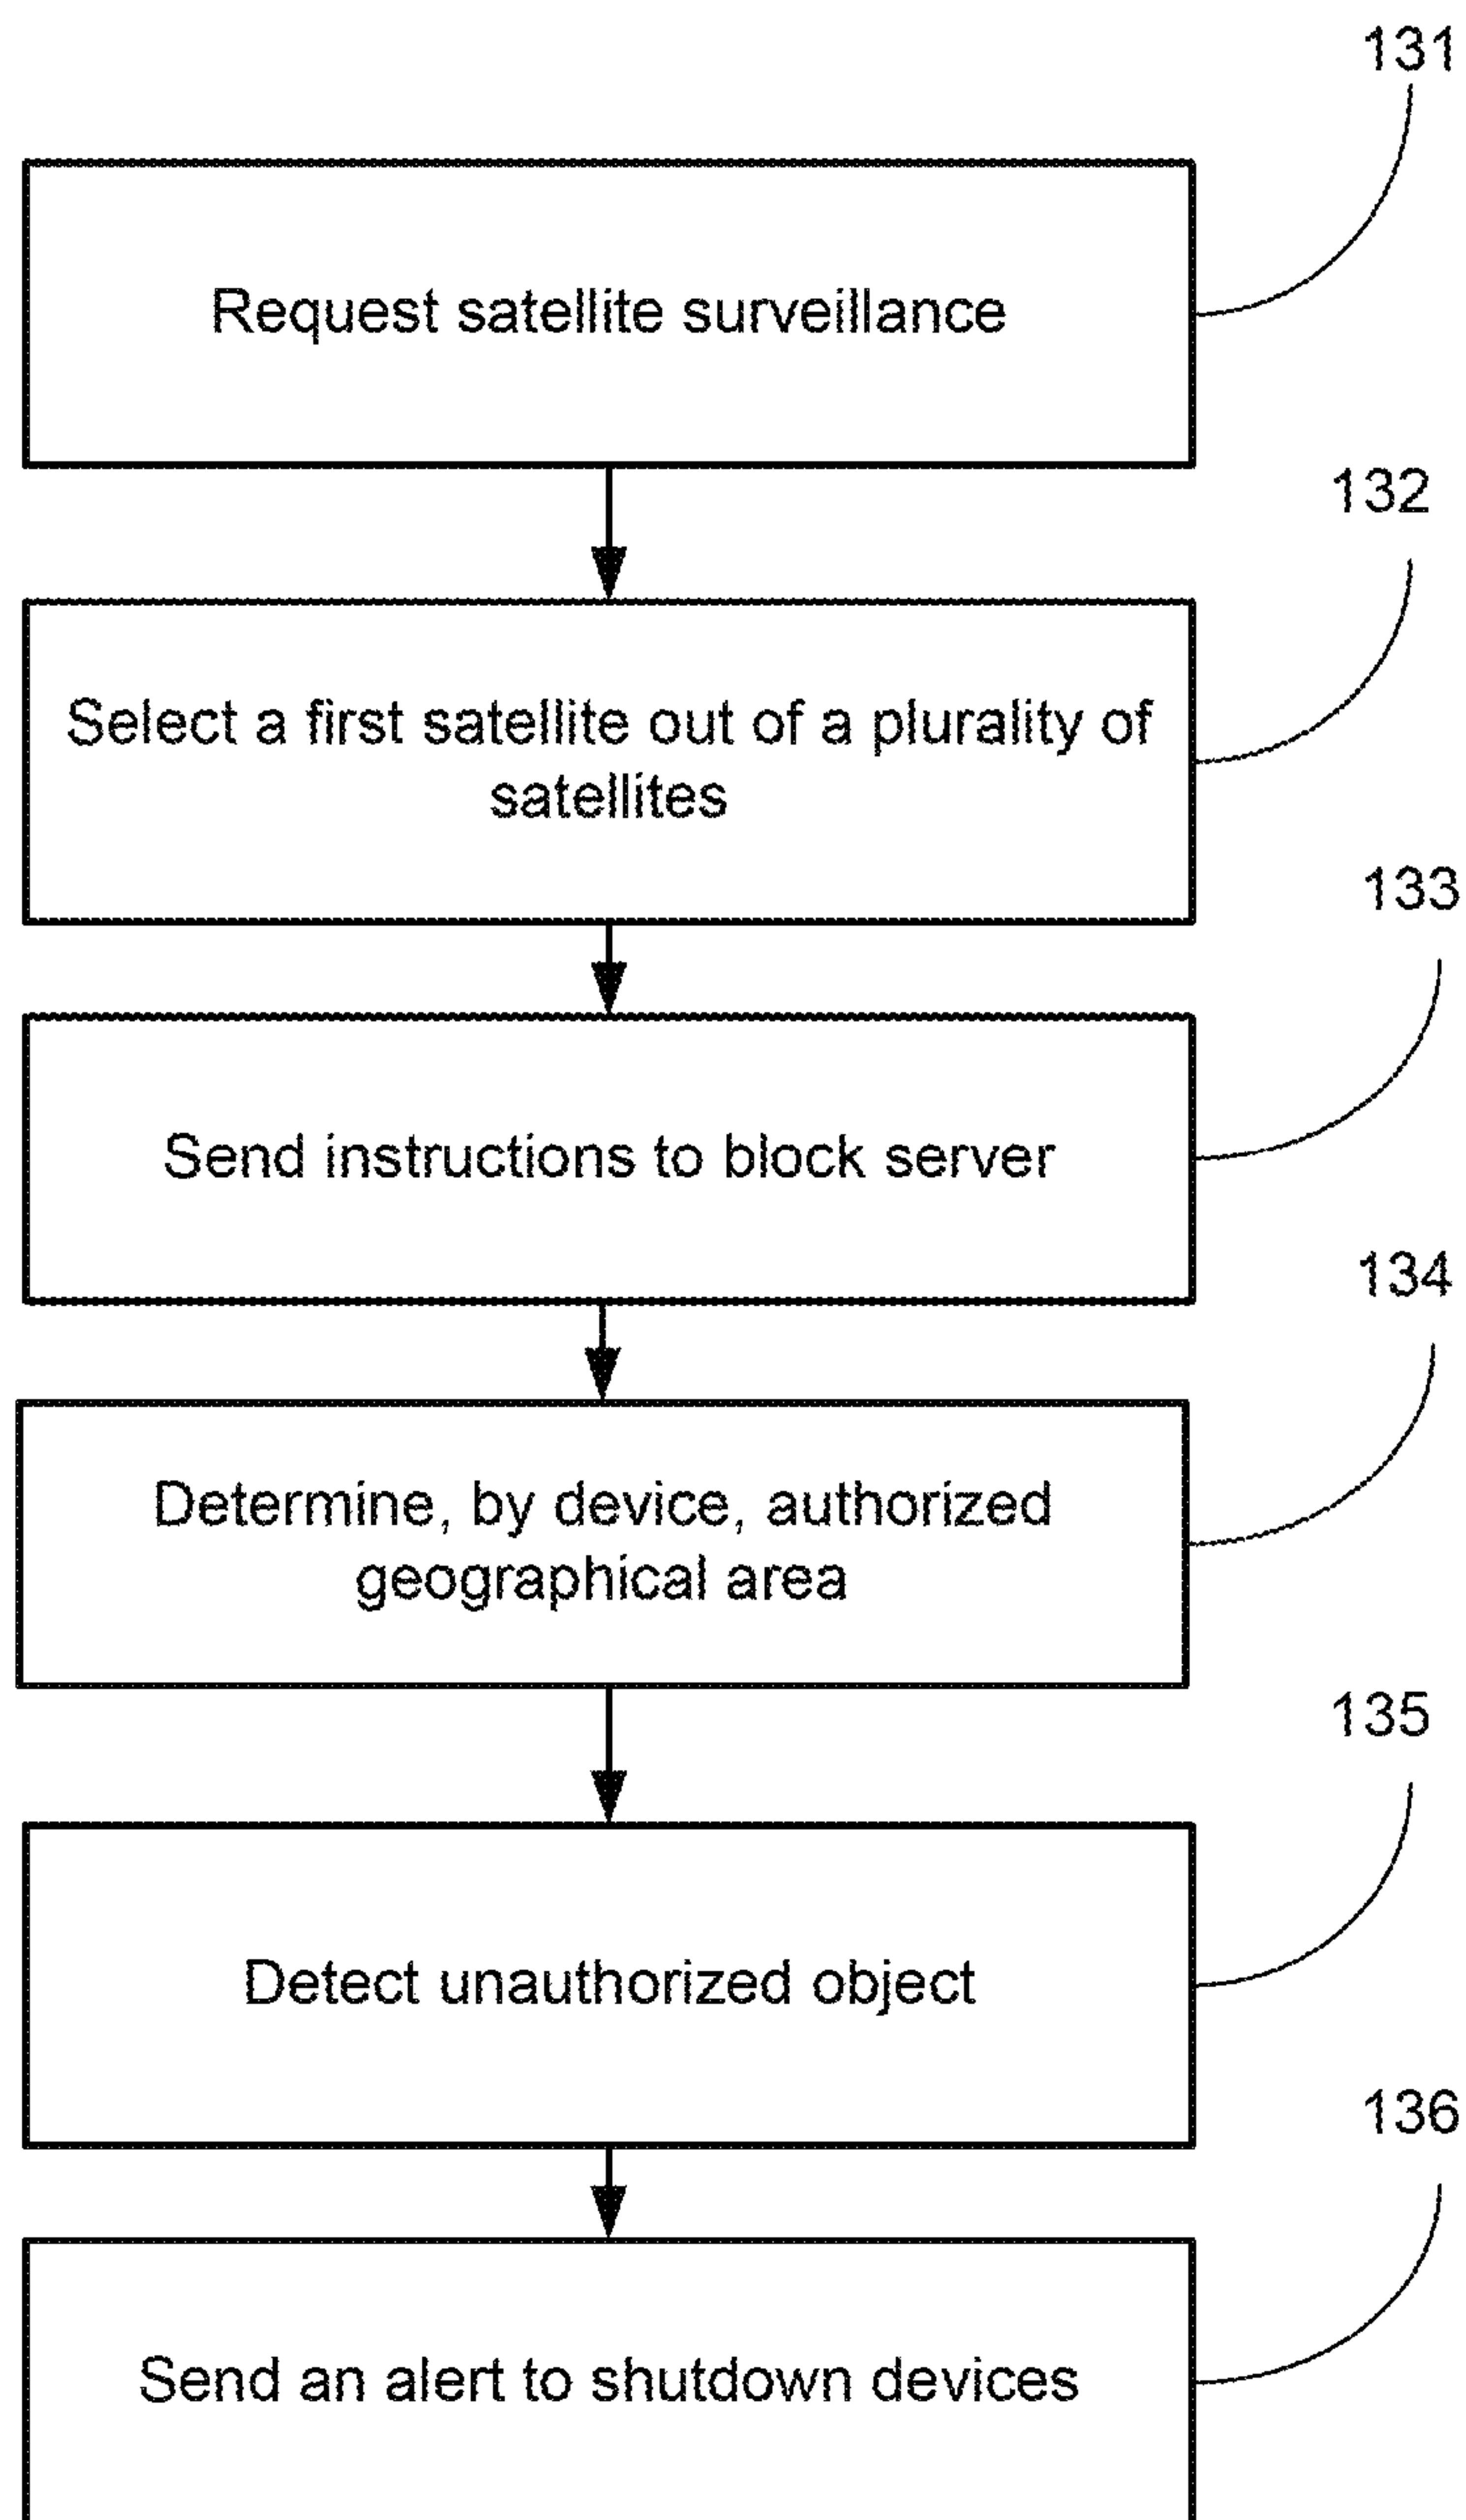 131
Request satellite surveillance
132
Select a first satellite out of a plurality of
satellites
133
Send instructions to block server
134
Determine, by device, authorized
geographical area
135
Detect unauthorized object
136
Send an alert to shutdown devices